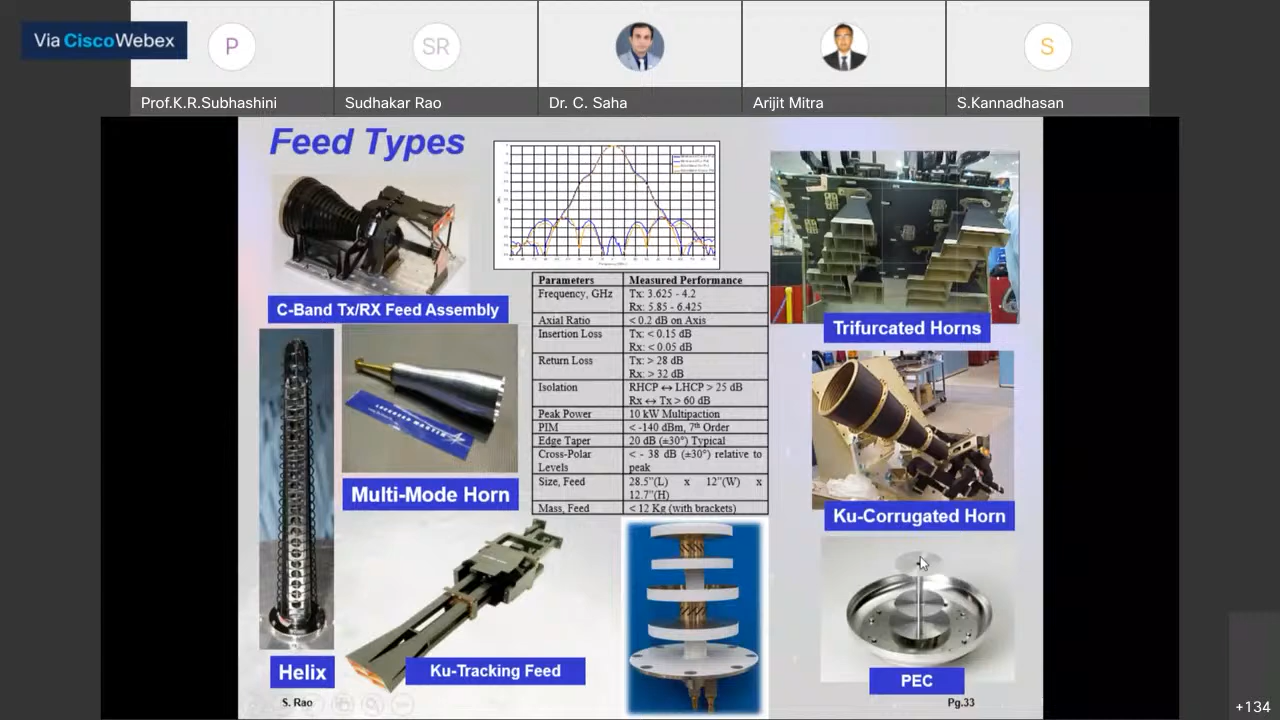 Via CiscoWebex
P
SR
S
Prof.K.R.Subhashini
Sudhakar Rao
Dr. C. Saha
Arijit Mitra
S.Kannadhasan
Feed Types
C-Band Tx/RX Feed Assembly
Trifurcated Horns
Parameters Measured Performance
Frequency, GHz Tx: 3.625 - 4.2
Rx: 5.85 - 6.425
Axial Ratio < 0.2 dB on Axis
Insertion Loss Tx: < 0.15 dB
Rx: < 0.05 dB
Return Loss Tx: > 28 dB
Rx: > 32 dB
Isolation RHCP ↔ LHCP > 25 dB
Rx ↔ Tx > 60 dB
Peak Power 10 kW Multipaction
PIM < -140 dBm, 7th Order
Edge Taper 20 dB (±30°) Typical
Cross-Polar < - 38 dB (±30°) relative to
Levels peak
Size, Feed 28.5"(L) x 12"(W) x
12.7"(H)
Mass, Feed < 12 Kg (with brackets)
LOCKHEED MARTIN
Multi-Mode Horn
Ku-Corrugated Horn
Helix
Ku-Tracking Feed
PEC
S. Rao
Pg.33
+134